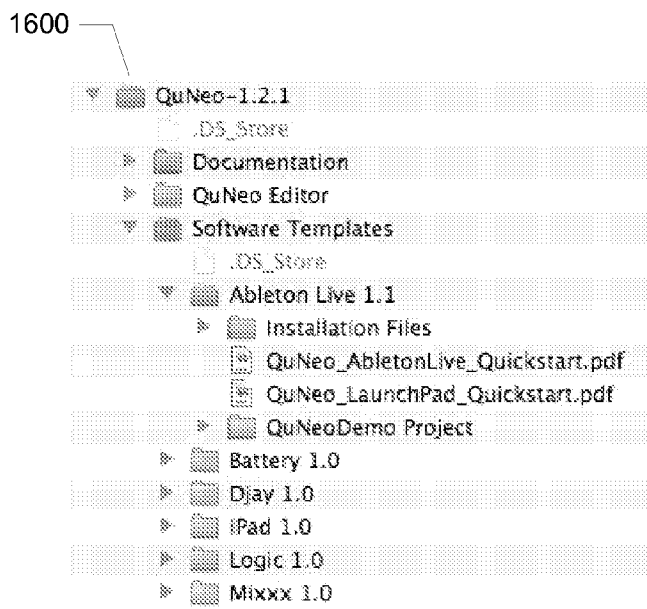 1600
QuNeo-1.2.1
.DS_Store
Documentation
QuNeo Editor
Software Templates
.DS_Store
Ableton Live 1.1
Installation Files
QuNeo_AbletonLive_Quickstart.pdf
QuNeo_LaunchPad_Quickstart.pdf
QuNeoDemo Project
Battery 1.0
Djay 1.0
iPad 1.0
Logic 1.0
Mixxx 1.0